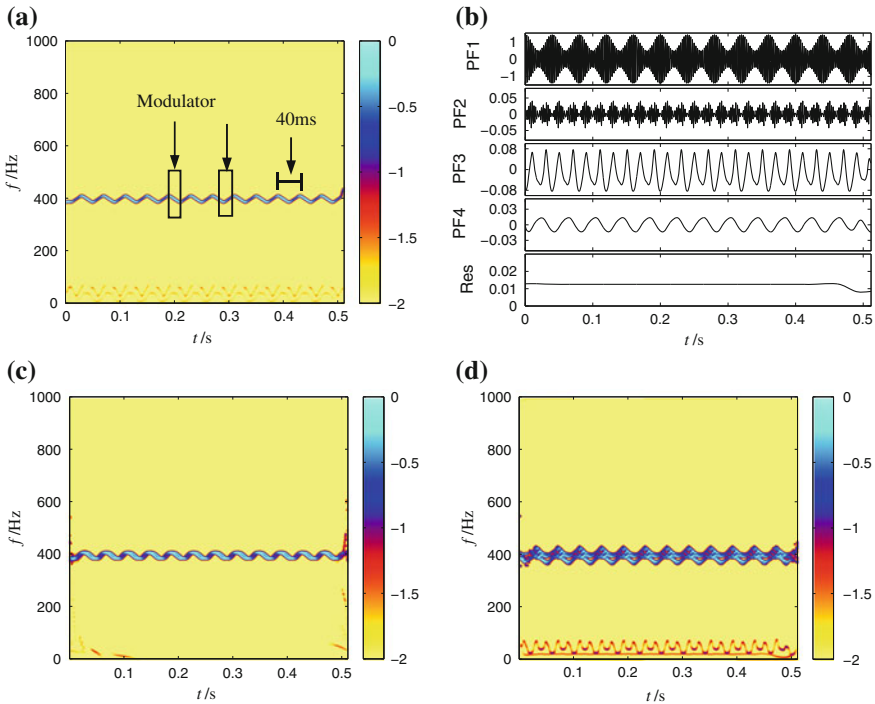 (a)
1000
800
600
400
200
0
f /Hz
Modulator
40ms
0 0.1 0.2 0.3 0.4 0.5
t /s
0
−0.5
−1
−1.5
−2
(b)
PF1
1
0
−1
PF2
0.05
0
−0.05
PF3
0.08
0
−0.08
PF4
0.03
0
−0.03
Res
0.02
0.01
0
0 0.1 0.2 0.3 0.4 0.5
t /s
(c)
1000
800
600
400
200
0
f /Hz
0.1 0.2 0.3 0.4 0.5
t /s
0
−0.5
−1
−1.5
−2
(d)
1000
800
600
400
200
0
f /Hz
0.1 0.2 0.3 0.4 0.5
t /s
0
−0.5
−1
−1.5
−2